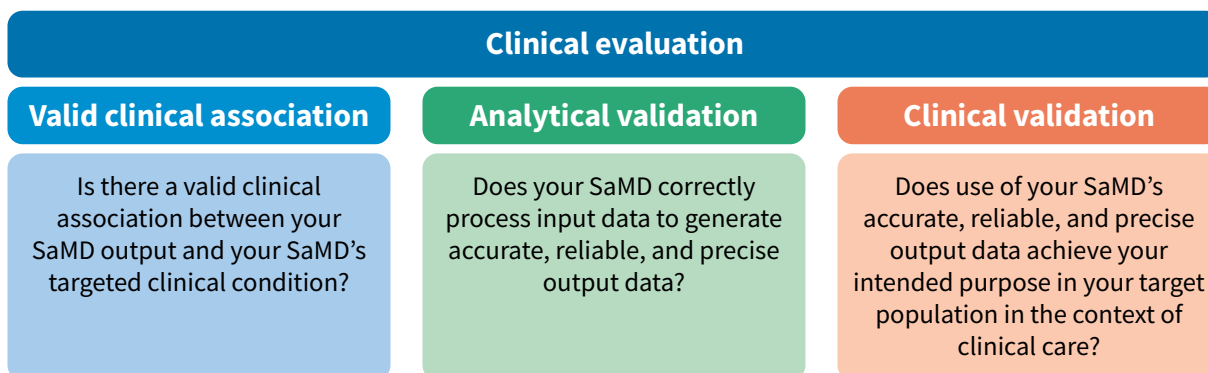 Clinical evaluation
Valid clinical association
Is there a valid clinical
association between your
SaMD output and your SaMD’s
targeted clinical condition?
Analytical validation
Does your SaMD correctly
process input data to generate
accurate, reliable, and precise
output data?
Clinical validation
Does use of your SaMD’s
accurate, reliable, and precise
output data achieve your
intended purpose in your target
population in the context of
clinical care?